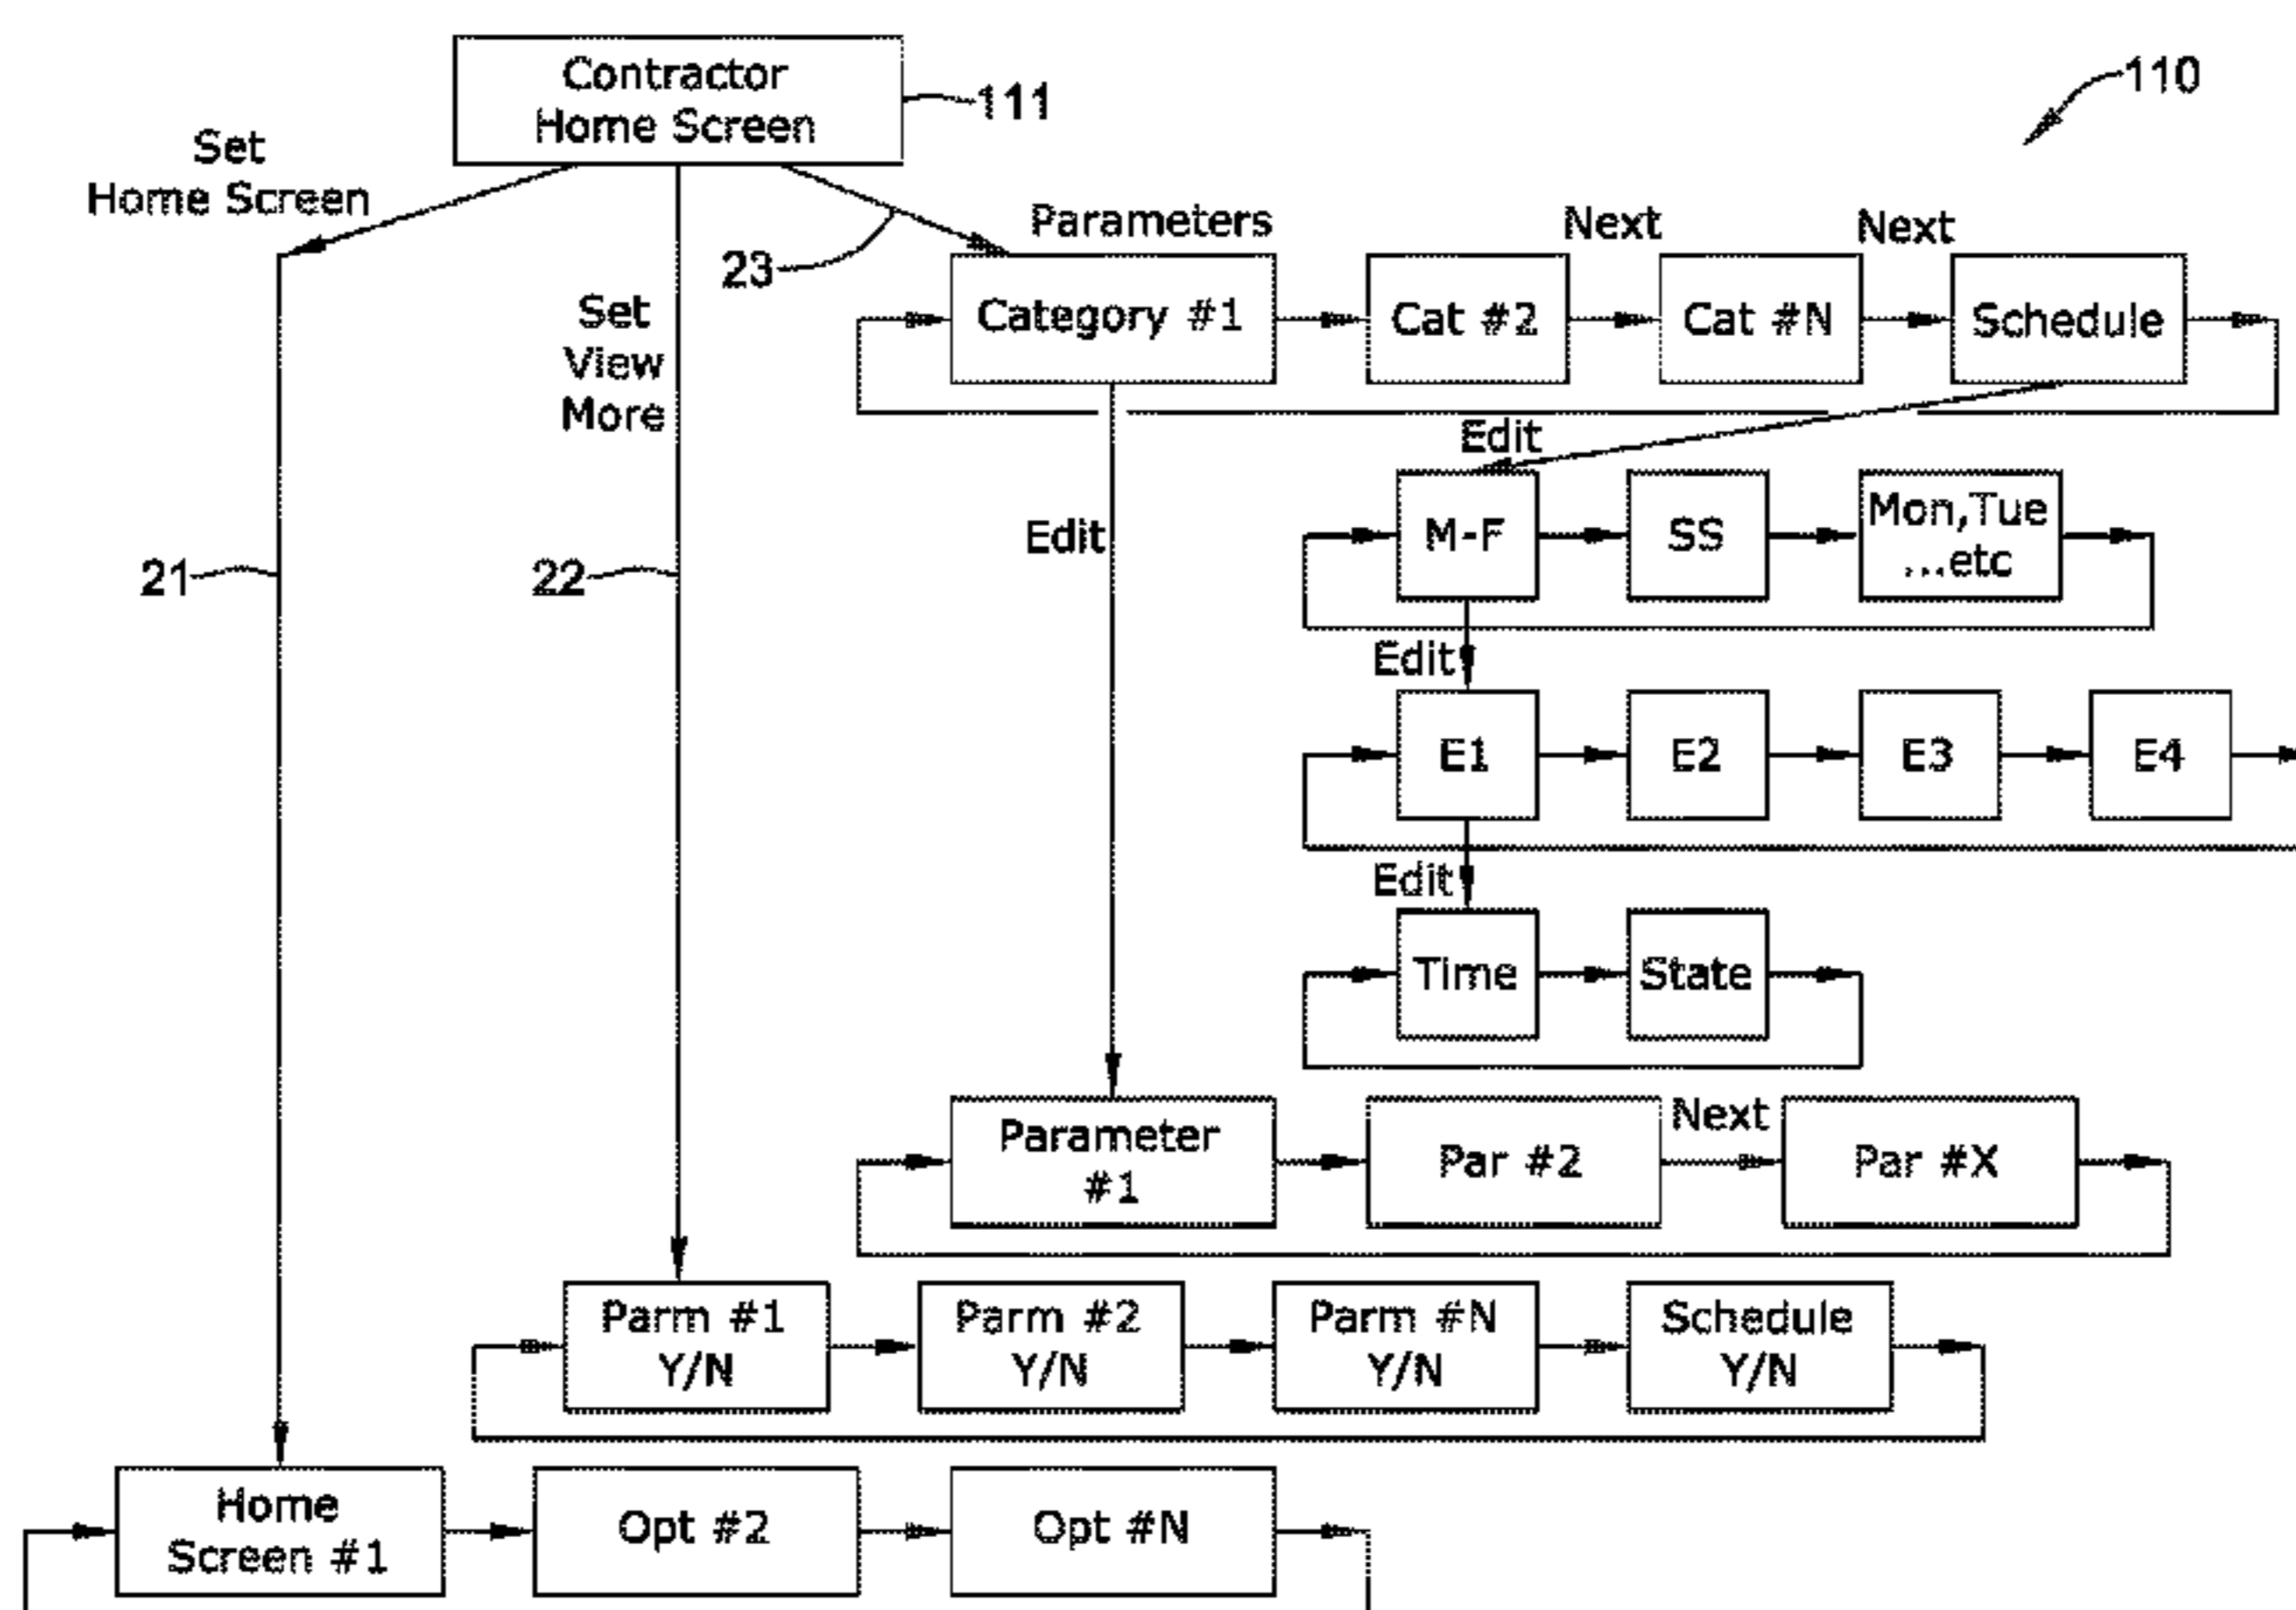 Contractor
Home Screen
111
110
Set
Home Screen
23
Parameters
Next
Next
Set
View
More
Category #1
Cat #2
Cat #N
Schedule
Edit
Edit
M-F
SS
Mon,Tue
...etc
21
22
Edit
E1
E2
E3
E4
Edit
Time
State
Parameter
#1
Par #2
Next
Par #X
Parm #1
Y/N
Parm #2
Y/N
Parm #N
Y/N
Schedule
Y/N
Home
Screen #1
Opt #2
Opt #N